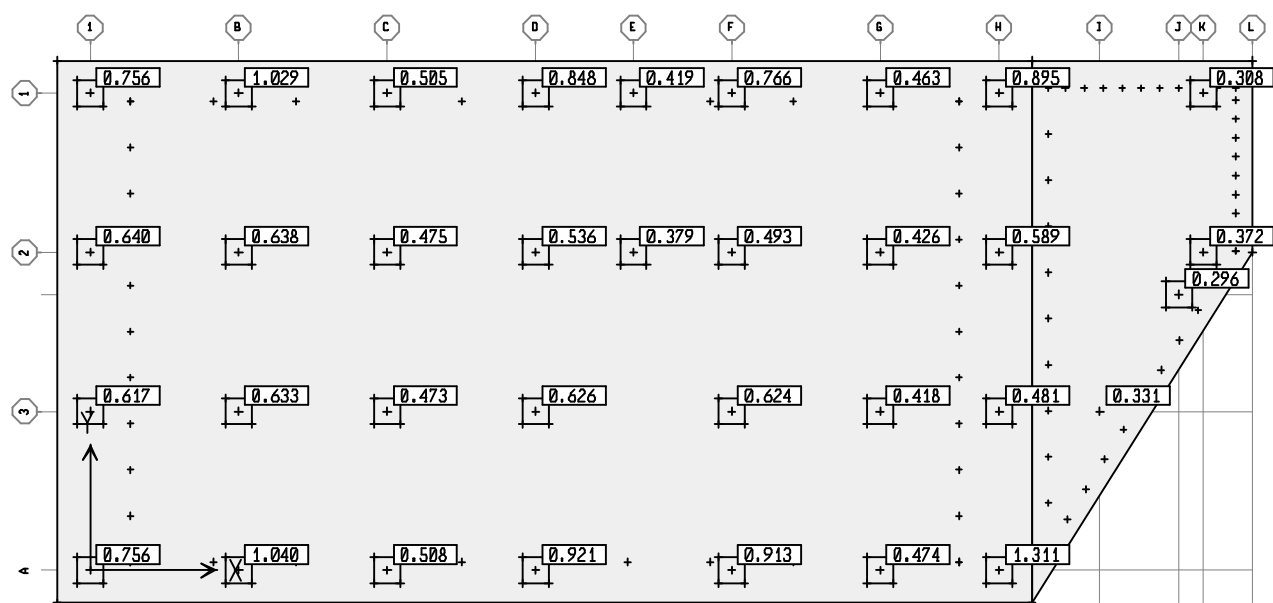 1 B C D E F G H I J K L
1 0.756 1.029 0.505 0.848 0.419 0.766 0.463 0.895 0.308
2 0.640 0.638 0.475 0.536 0.379 0.493 0.426 0.589 0.372
0.296
3 0.617 0.633 0.473 0.626 0.624 0.418 0.481 0.331
Y
A 0.756 X 1.040 0.508 0.921 0.913 0.474 1.311